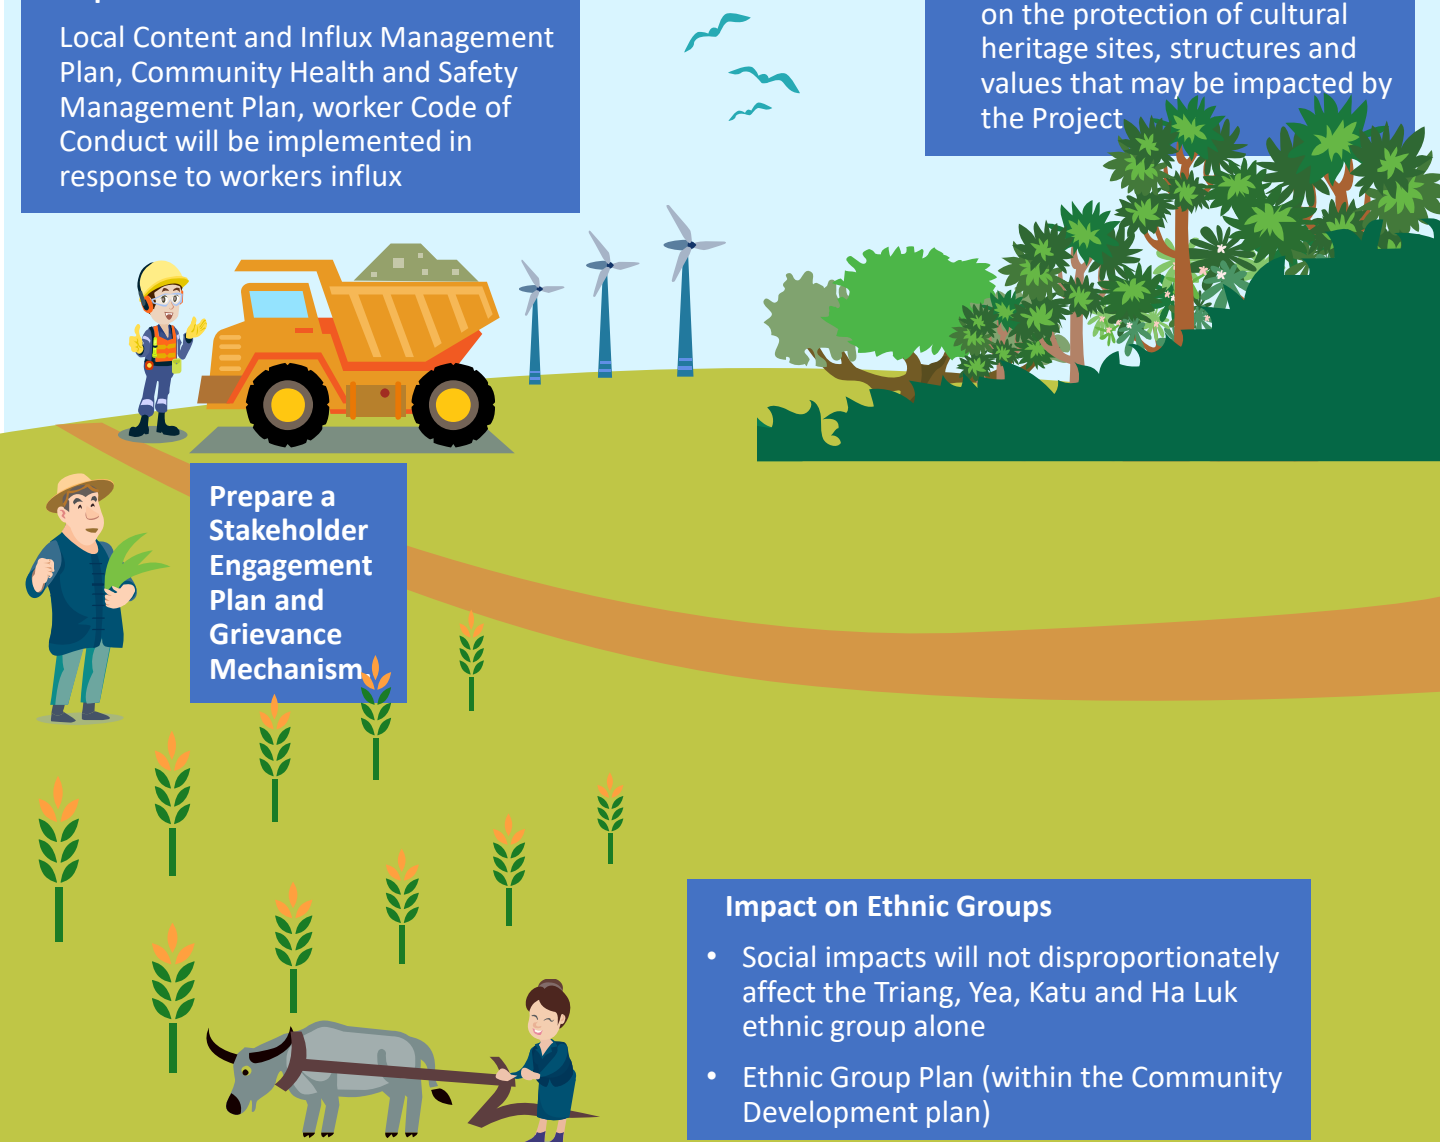 Local Content and Influx Management
Plan, Community Health and Safety
Management Plan, worker Code of
Conduct will be implemented in
response to workers influx
on the protection of cultural
heritage sites, structures and
values that may be impacted by
the Project
Prepare a
Stakeholder
Engagement
Plan and
Grievance
Mechanism.
Impact on Ethnic Groups
• Social impacts will not disproportionately
affect the Triang, Yea, Katu and Ha Luk
ethnic group alone
• Ethnic Group Plan (within the Community
Development plan)